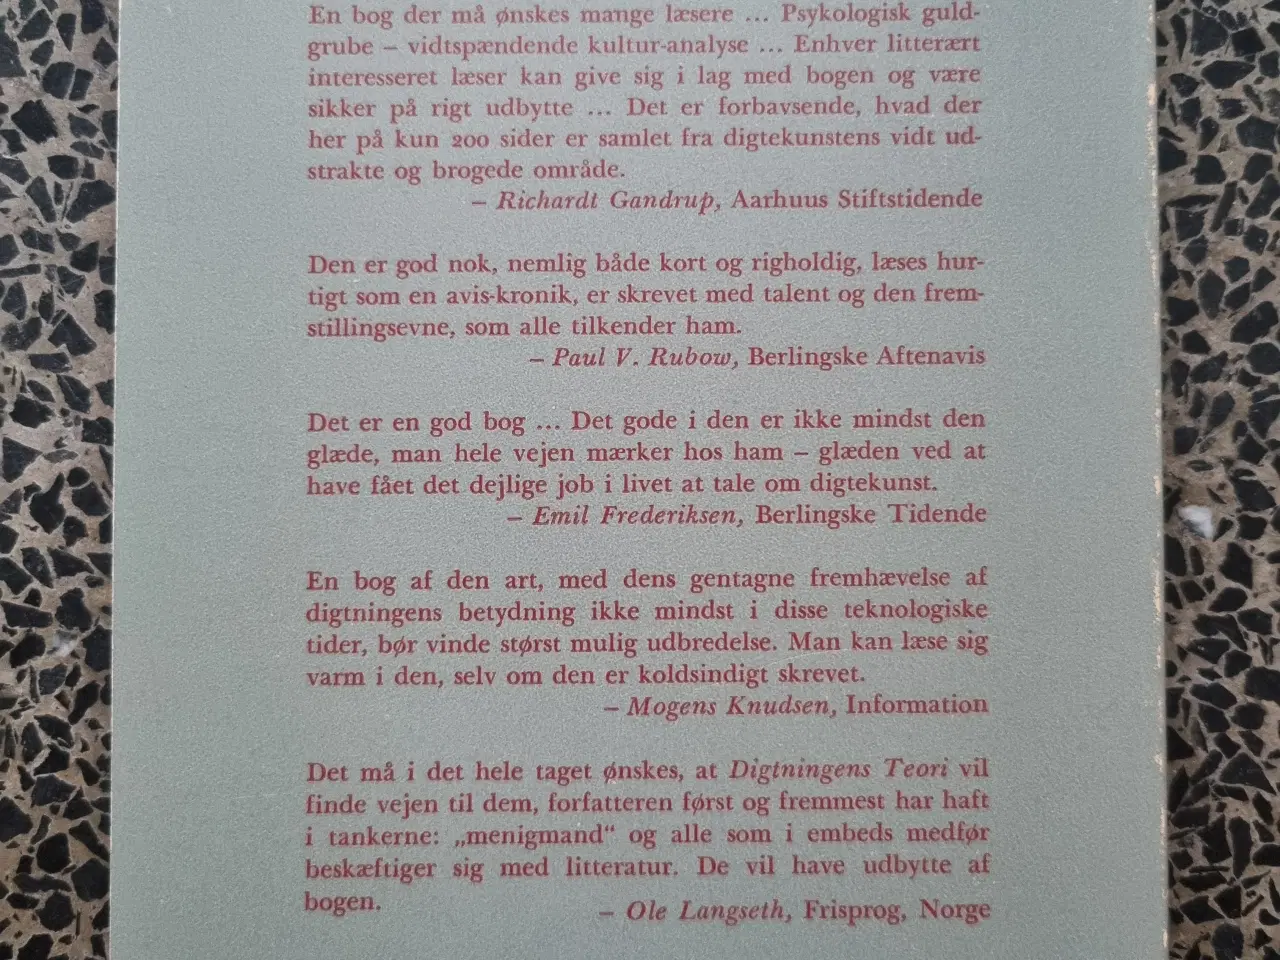 En bog der må ønskes mange læsere ... Psykologisk guld-
grube – vidtspændende kultur-analyse ... Enhver litterært
interesseret læser kan give sig i lag med bogen og være
sikker på rigt udbytte ... Det er forbavsende, hvad der
her på kun 200 sider er samlet fra digtekunstens vidt ud-
strakte og brogede område.
– Richardt Gandrup, Aarhuus Stiftstidende
Den er god nok, nemlig både kort og righoldig, læses hur-
tigt som en avis-kronik, er skrevet med talent og den frem-
stillingsevne, som alle tilkender ham.
– Paul V. Rubow, Berlingske Aftenavis
Det er en god bog ... Det gode i den er ikke mindst den
glæde, man hele vejen mærker hos ham – glæden ved at
have fået det dejlige job i livet at tale om digtekunst.
– Emil Frederiksen, Berlingske Tidende
En bog af den art, med dens gentagne fremhævelse af
digtningens betydning ikke mindst i disse teknologiske
tider, bør vinde størst mulig udbredelse. Man kan læse sig
varm i den, selv om den er koldsindigt skrevet.
– Mogens Knudsen, Information
Det må i det hele taget ønskes, at Digtningens Teori vil
finde vejen til dem, forfatteren først og fremmest har haft
i tankerne: „menigmand“ og alle som i embeds medfør
beskæftiger sig med litteratur. De vil have udbytte af
bogen.
– Ole Langseth, Frisprog, Norge